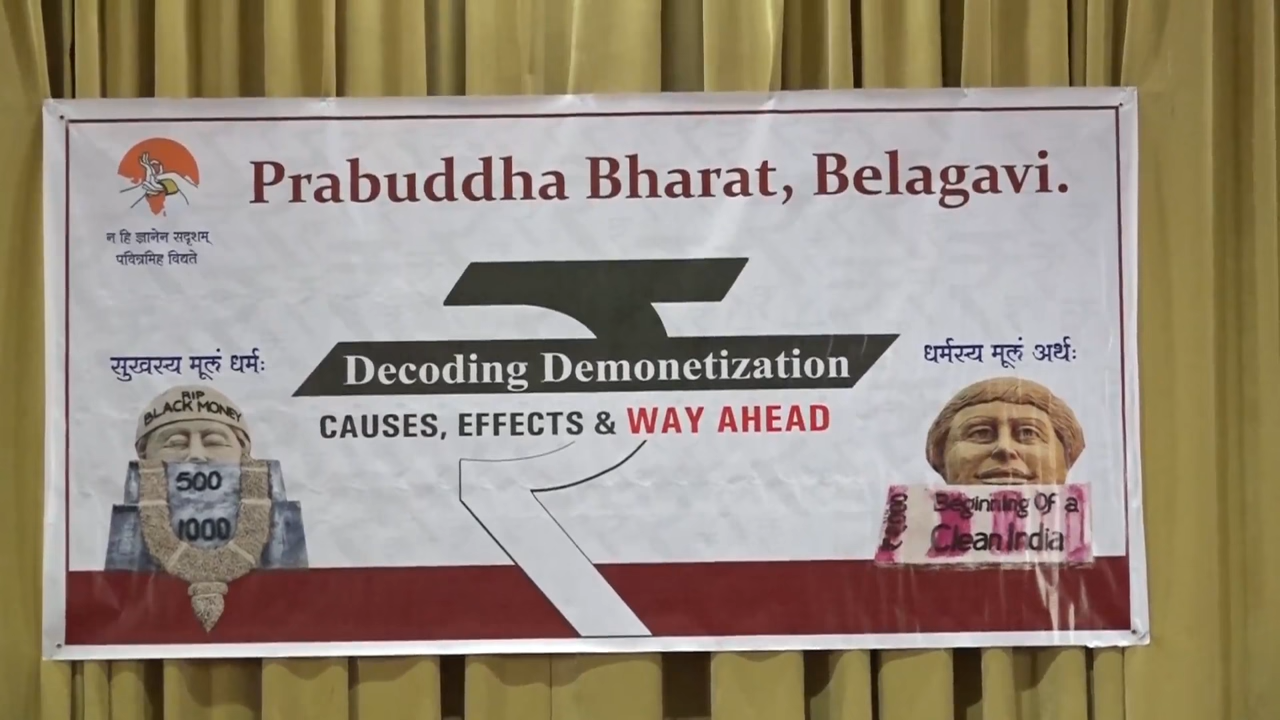 Prabuddha Bharat, Belagavi.
न हि ज्ञानेन सदृशम्
पवित्रमिह विद्यते
Decoding Demonetization
CAUSES, EFFECTS & WAY AHEAD
सुखस्य मूलं धर्मः
RIP
BLACK MONEY
500
1000
धर्मस्य मूलं अर्थः
Beginning Of a
Clean India